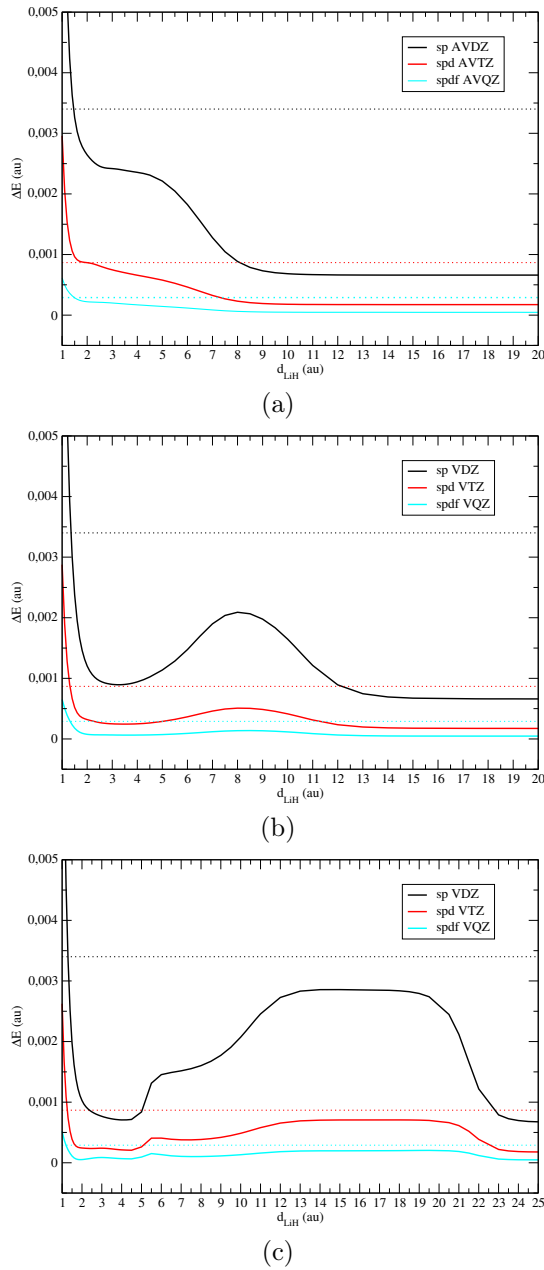 0,005
0,004
0,003
0,002
0,001
0
ΔE (au)
sp AVDZ
spd AVTZ
spdf AVQZ
1 2 3 4 5 6 7 8 9 10 11 12 13 14 15 16 17 18 19 20
d_LiH (au)
(a)
0,005
0,004
0,003
0,002
0,001
0
ΔE (au)
sp VDZ
spd VTZ
spdf VQZ
1 2 3 4 5 6 7 8 9 10 11 12 13 14 15 16 17 18 19 20
d_LiH (au)
(b)
0,005
0,004
0,003
0,002
0,001
0
ΔE (au)
sp VDZ
spd VTZ
spdf VQZ
1 2 3 4 5 6 7 8 9 10 11 12 13 14 15 16 17 18 19 20 21 22 23 24 25
d_LiH (au)
(c)